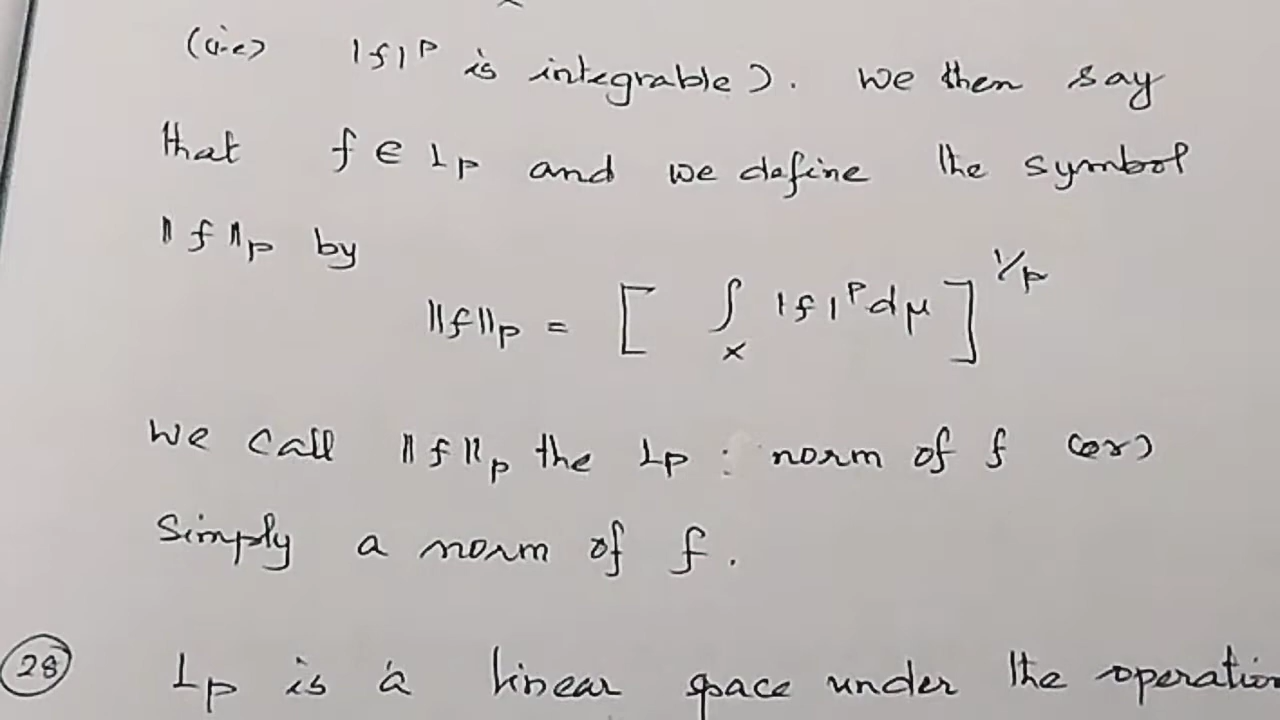 (i.e) |f|ᵖ is integrable). We then say
that f ∈ Lp and we define the symbol
‖f‖p by
‖f‖p = [ ∫X |f|ᵖ dμ ]^1/p
We call ‖f‖p the Lp : norm of f (or)
Simply a norm of f.
28 Lp is a linear space under the operation